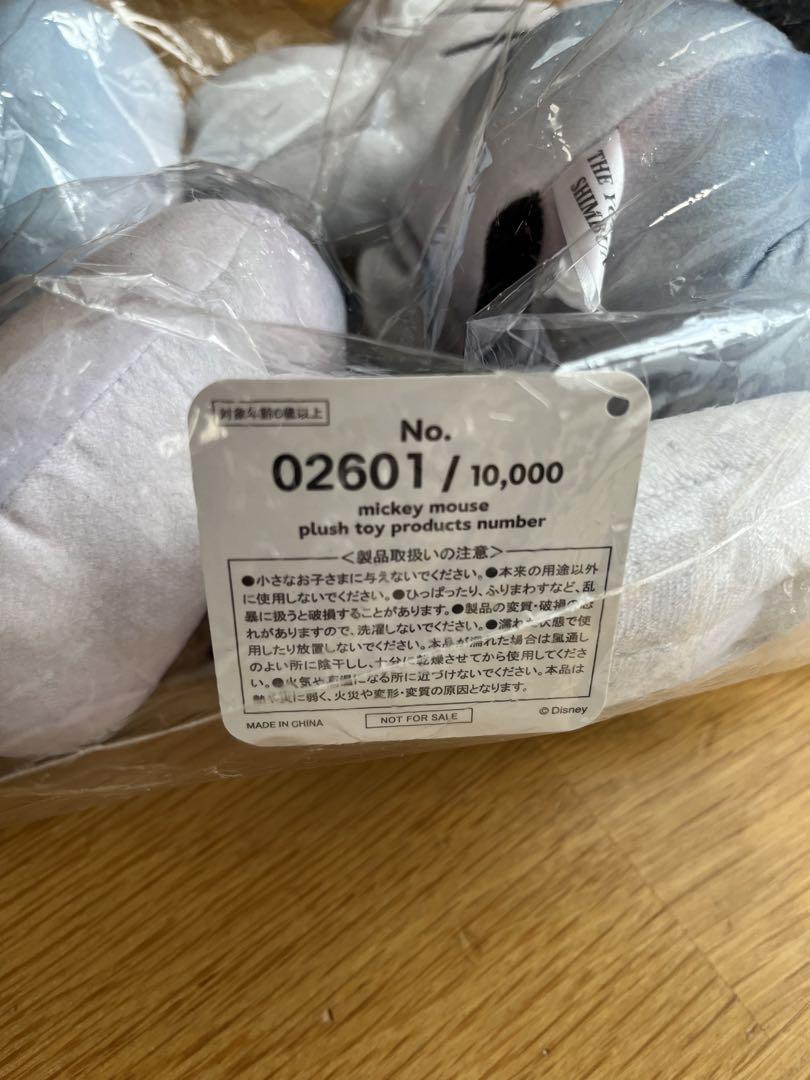 THE
SHIMBUN
対象年齢6歳以上
No.
02601 / 10,000
mickey mouse
plush toy products number
<製品取扱いの注意>
●小さなお子さまに与えないでください。●本来の用途以外
に使用しないでください。●ひっぱったり、ふりまわすなど、乱
暴に扱うと破損することがあります。●製品の変質・破損の恐
れがありますので、洗濯しないでください。●濡れた状態で使
用したり放置しないでください。本品が濡れた場合は風通し
のよい所に陰干しし、十分に乾燥させてから使用してくださ
い。●火気や高温になる所に近づけないでください。本品は
熱や火に弱く、火災や変形・変質の原因となります。
MADE IN CHINA
NOT FOR SALE
© Disney